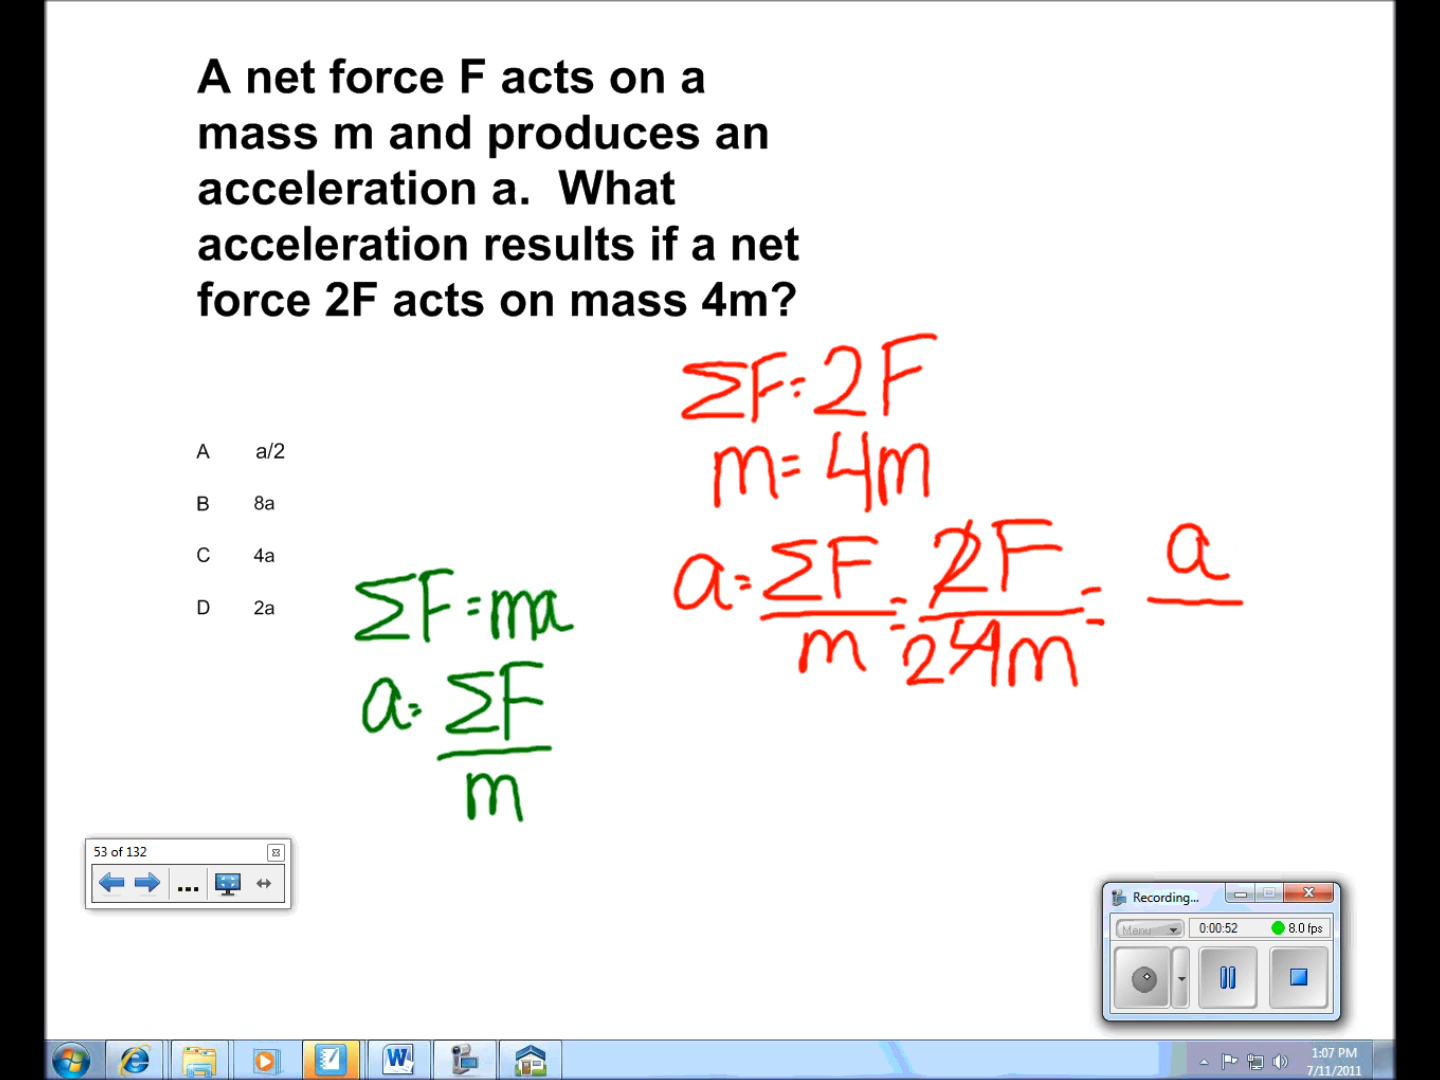 A net force F acts on a
mass m and produces an
acceleration a.  What
acceleration results if a net
force 2F acts on mass 4m?
A a/2
B 8a
C 4a
D 2a
ΣF=ma
a=ΣF/m
ΣF=2F
m=4m
a=ΣF/m=2F/24m=a/
53 of 132
...
Recording...
Menu
0:00:52
8.0 fps
1:07 PM
7/11/2011